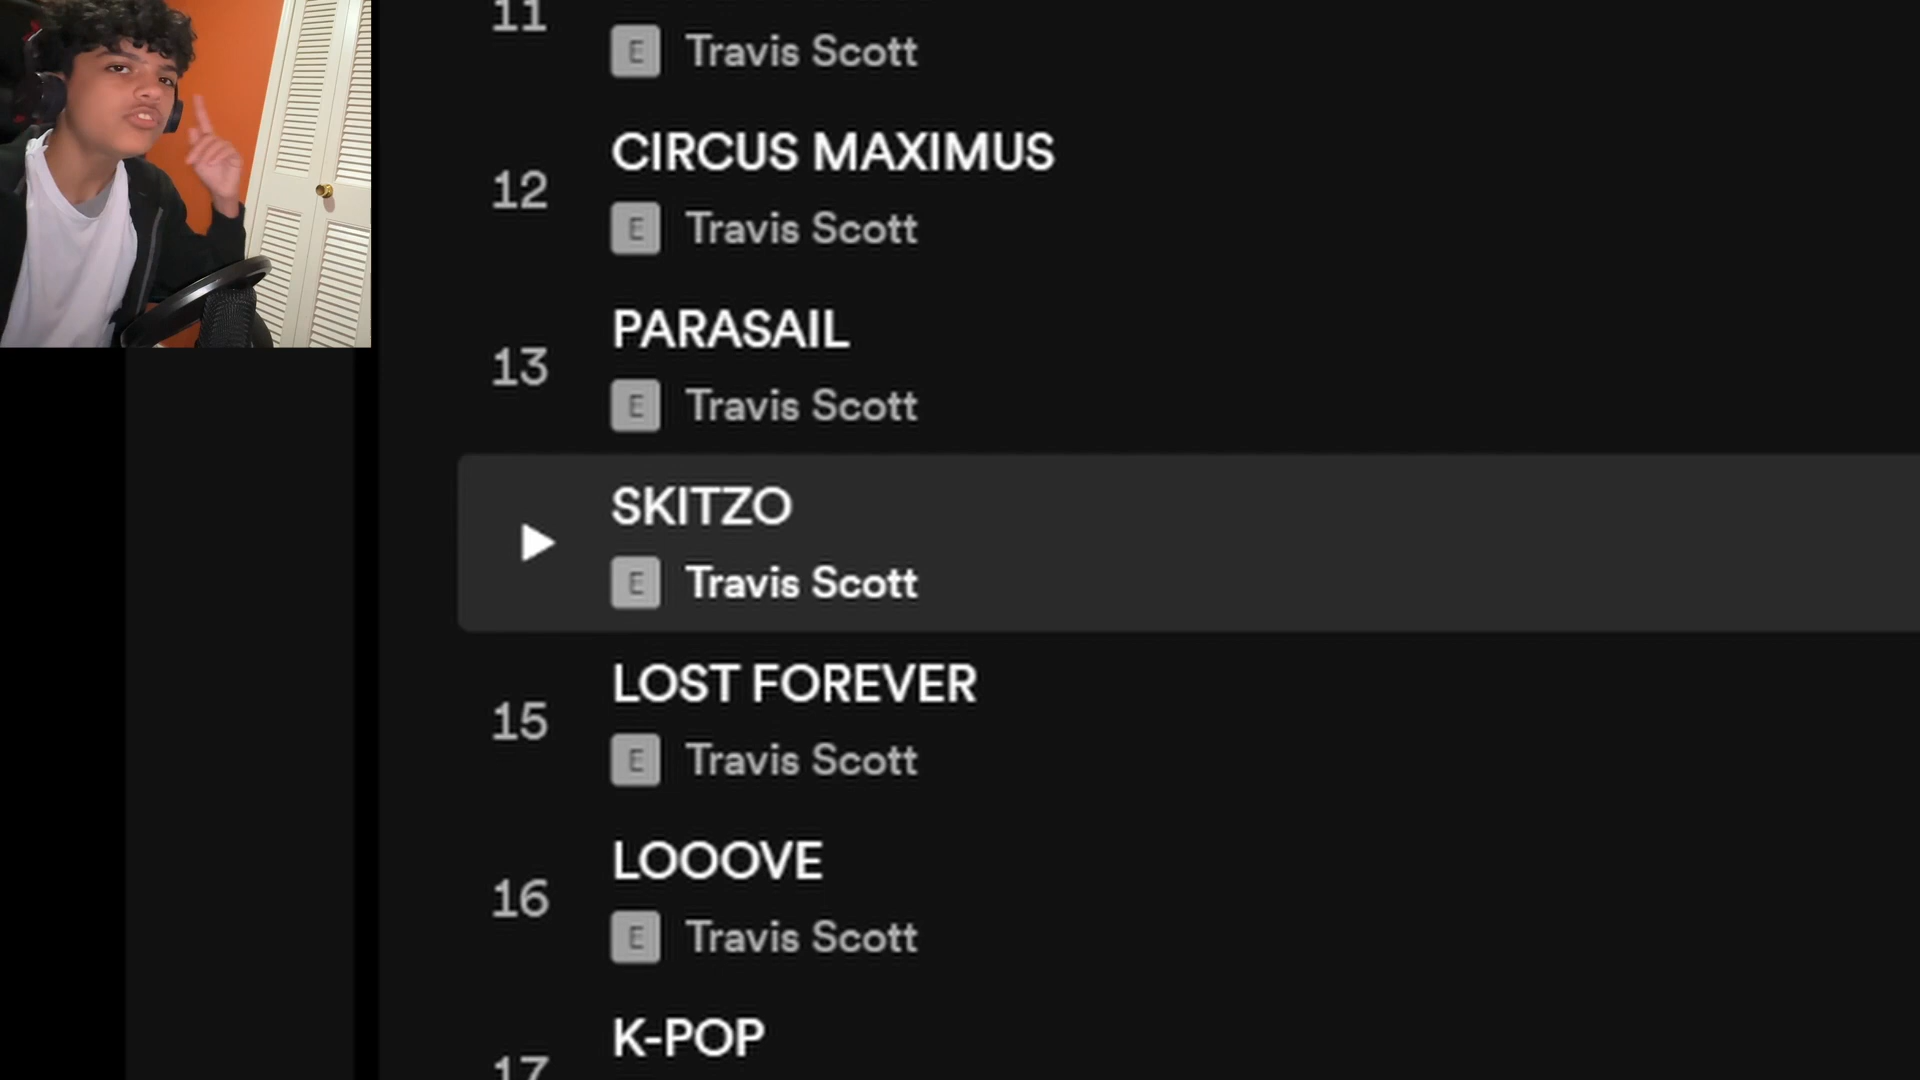 11
E Travis Scott
CIRCUS MAXIMUS
12
E Travis Scott
PARASAIL
13
E Travis Scott
SKITZO
E Travis Scott
LOST FOREVER
15
E Travis Scott
LOOOVE
16
E Travis Scott
K-POP
17